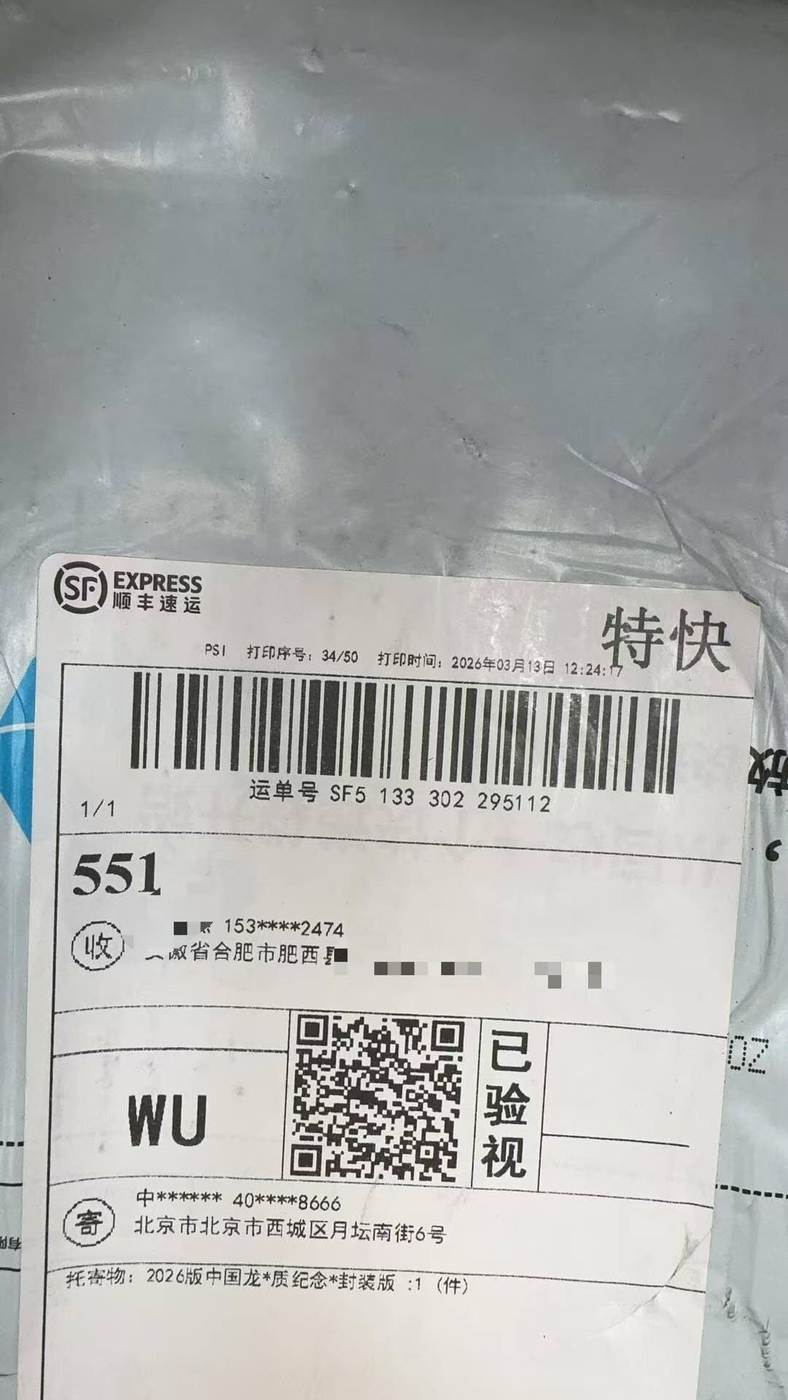 SF EXPRESS
顺丰速运
特快
PSI 打印序号：34/50 打印时间：2026年03月13日 12:24:17
运单号 SF5 133 302 295112
1/1
551
收
153****2474
徽省合肥市肥西县
WU
已验视
寄
中****** 40****8666
北京市北京市西城区月坛南街6号
托寄物：2026版中国龙*质纪念*封装版 :1 (件)
放
，